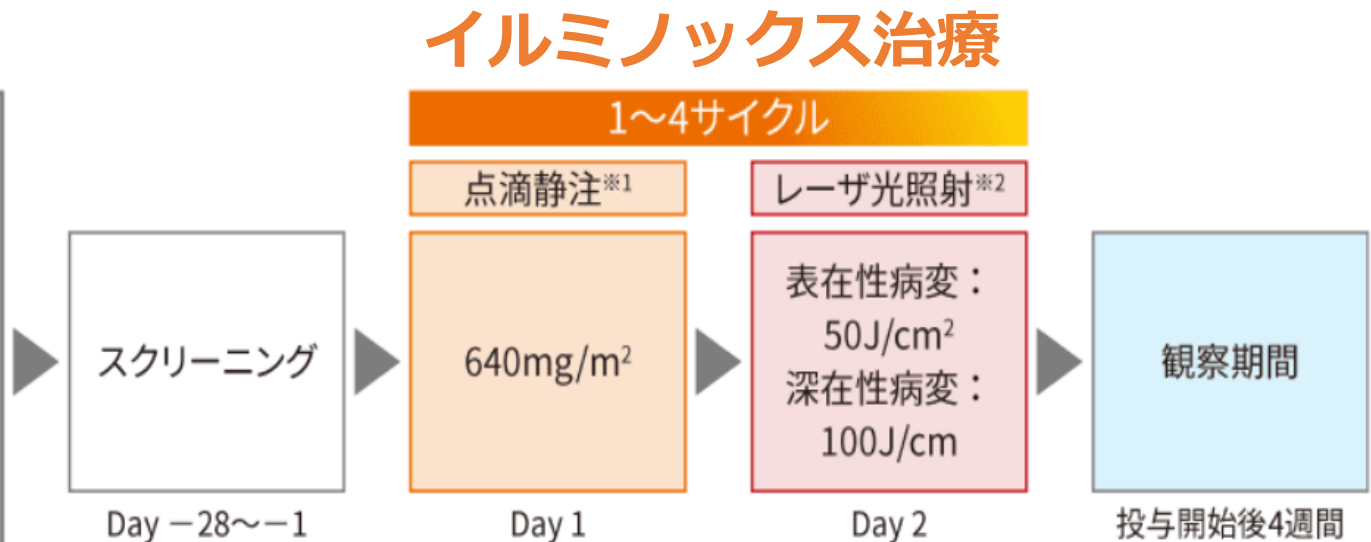 イルミノックス治療
1～4サイクル
点滴静注※1
レーザ光照射※2
スクリーニング
640mg/m²
表在性病変：
50J/cm²
深在性病変：
100J/cm
観察期間
Day －28～－1
Day 1
Day 2
投与開始後4週間